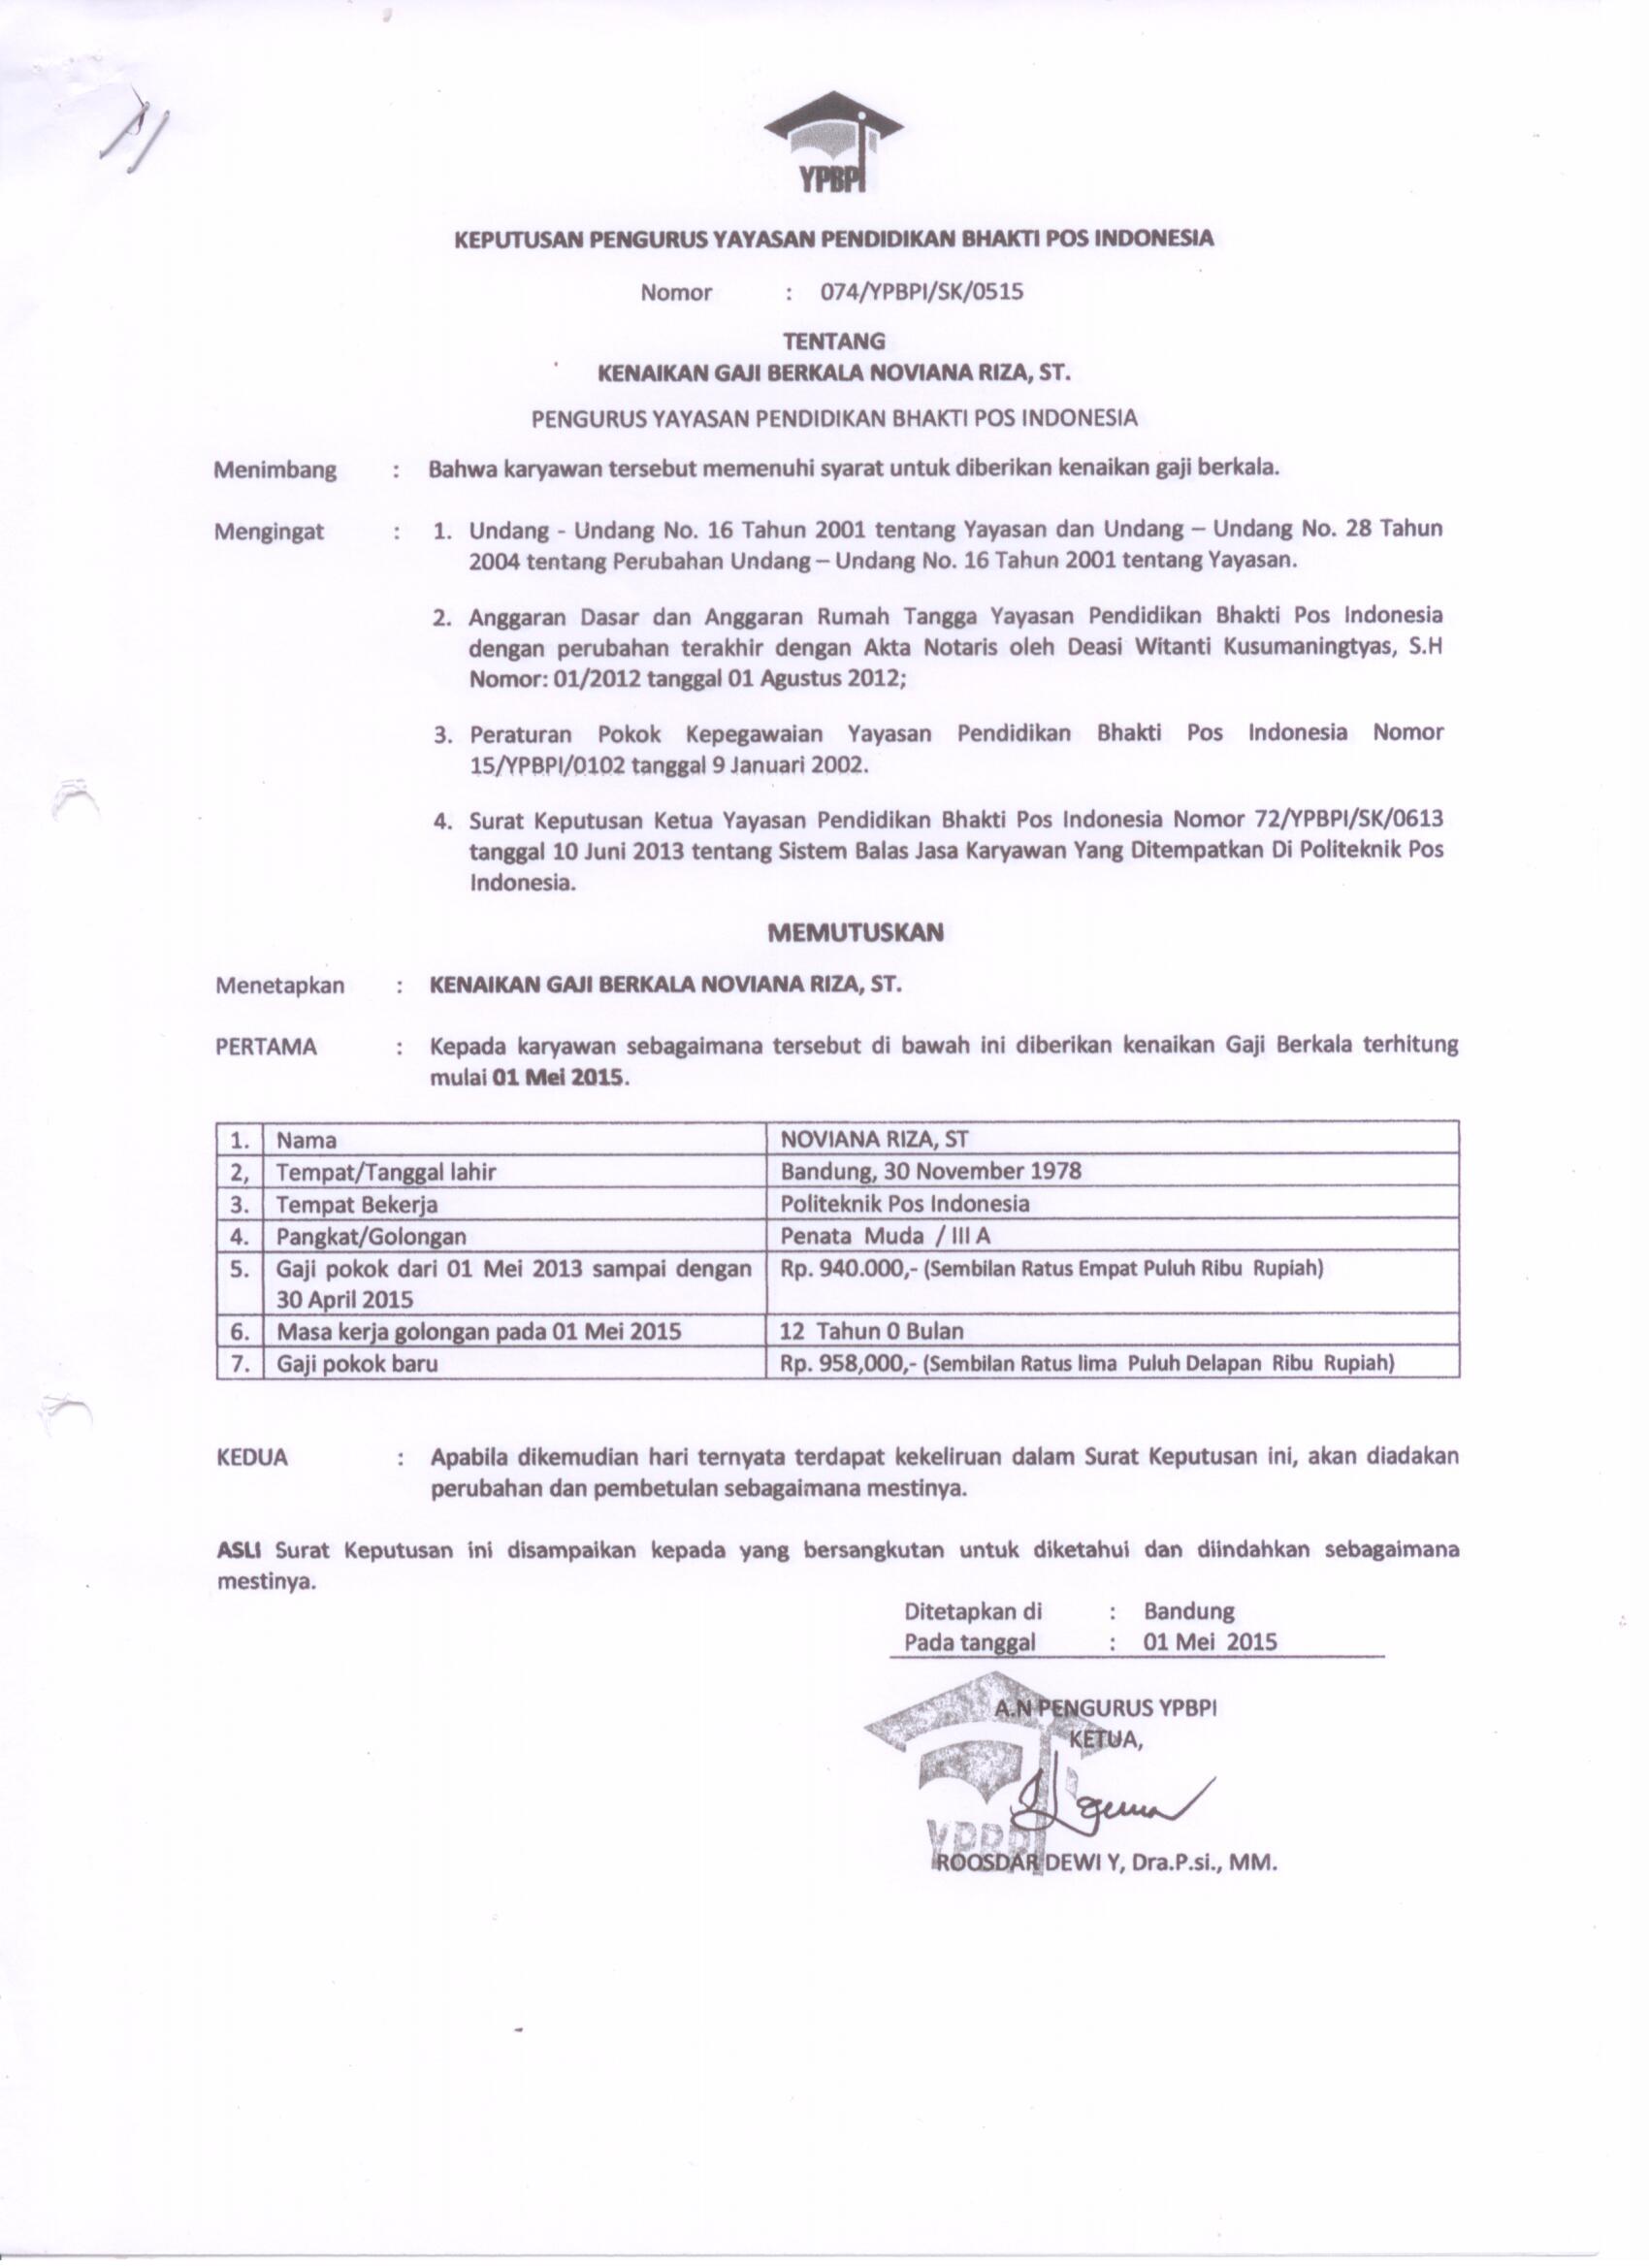 YPBPI
KEPUTUSAN PENGURUS YAYASAN PENDIDIKAN BHAKTI POS INDONESIA
Nomor : 074/YPBPI/SK/0515
TENTANG
KENAIKAN GAJI BERKALA NOVIANA RIZA, ST.
PENGURUS YAYASAN PENDIDIKAN BHAKTI POS INDONESIA
Menimbang : Bahwa karyawan tersebut memenuhi syarat untuk diberikan kenaikan gaji berkala.
Mengingat : 1. Undang - Undang No. 16 Tahun 2001 tentang Yayasan dan Undang – Undang No. 28 Tahun
2004 tentang Perubahan Undang – Undang No. 16 Tahun 2001 tentang Yayasan.
2. Anggaran Dasar dan Anggaran Rumah Tangga Yayasan Pendidikan Bhakti Pos Indonesia
dengan perubahan terakhir dengan Akta Notaris oleh Deasi Witanti Kusumaningtyas, S.H
Nomor: 01/2012 tanggal 01 Agustus 2012;
3. Peraturan Pokok Kepegawaian Yayasan Pendidikan Bhakti Pos Indonesia Nomor
15/YPBPI/0102 tanggal 9 Januari 2002.
4. Surat Keputusan Ketua Yayasan Pendidikan Bhakti Pos Indonesia Nomor 72/YPBPI/SK/0613
tanggal 10 Juni 2013 tentang Sistem Balas Jasa Karyawan Yang Ditempatkan Di Politeknik Pos
Indonesia.
MEMUTUSKAN
Menetapkan : KENAIKAN GAJI BERKALA NOVIANA RIZA, ST.
PERTAMA : Kepada karyawan sebagaimana tersebut di bawah ini diberikan kenaikan Gaji Berkala terhitung
mulai 01 Mei 2015.
1. Nama NOVIANA RIZA, ST
2, Tempat/Tanggal lahir Bandung, 30 November 1978
3. Tempat Bekerja Politeknik Pos Indonesia
4. Pangkat/Golongan Penata Muda / III A
5. Gaji pokok dari 01 Mei 2013 sampai dengan Rp. 940.000,- (Sembilan Ratus Empat Puluh Ribu Rupiah)
30 April 2015
6. Masa kerja golongan pada 01 Mei 2015 12 Tahun 0 Bulan
7. Gaji pokok baru Rp. 958,000,- (Sembilan Ratus lima Puluh Delapan Ribu Rupiah)
KEDUA : Apabila dikemudian hari ternyata terdapat kekeliruan dalam Surat Keputusan ini, akan diadakan
perubahan dan pembetulan sebagaimana mestinya.
ASLI Surat Keputusan ini disampaikan kepada yang bersangkutan untuk diketahui dan diindahkan sebagaimana
mestinya.
Ditetapkan di : Bandung
Pada tanggal : 01 Mei 2015
A.N PENGURUS YPBPI
KETUA,
YPBPI
ROOSDAR DEWI Y, Dra.P.si., MM.